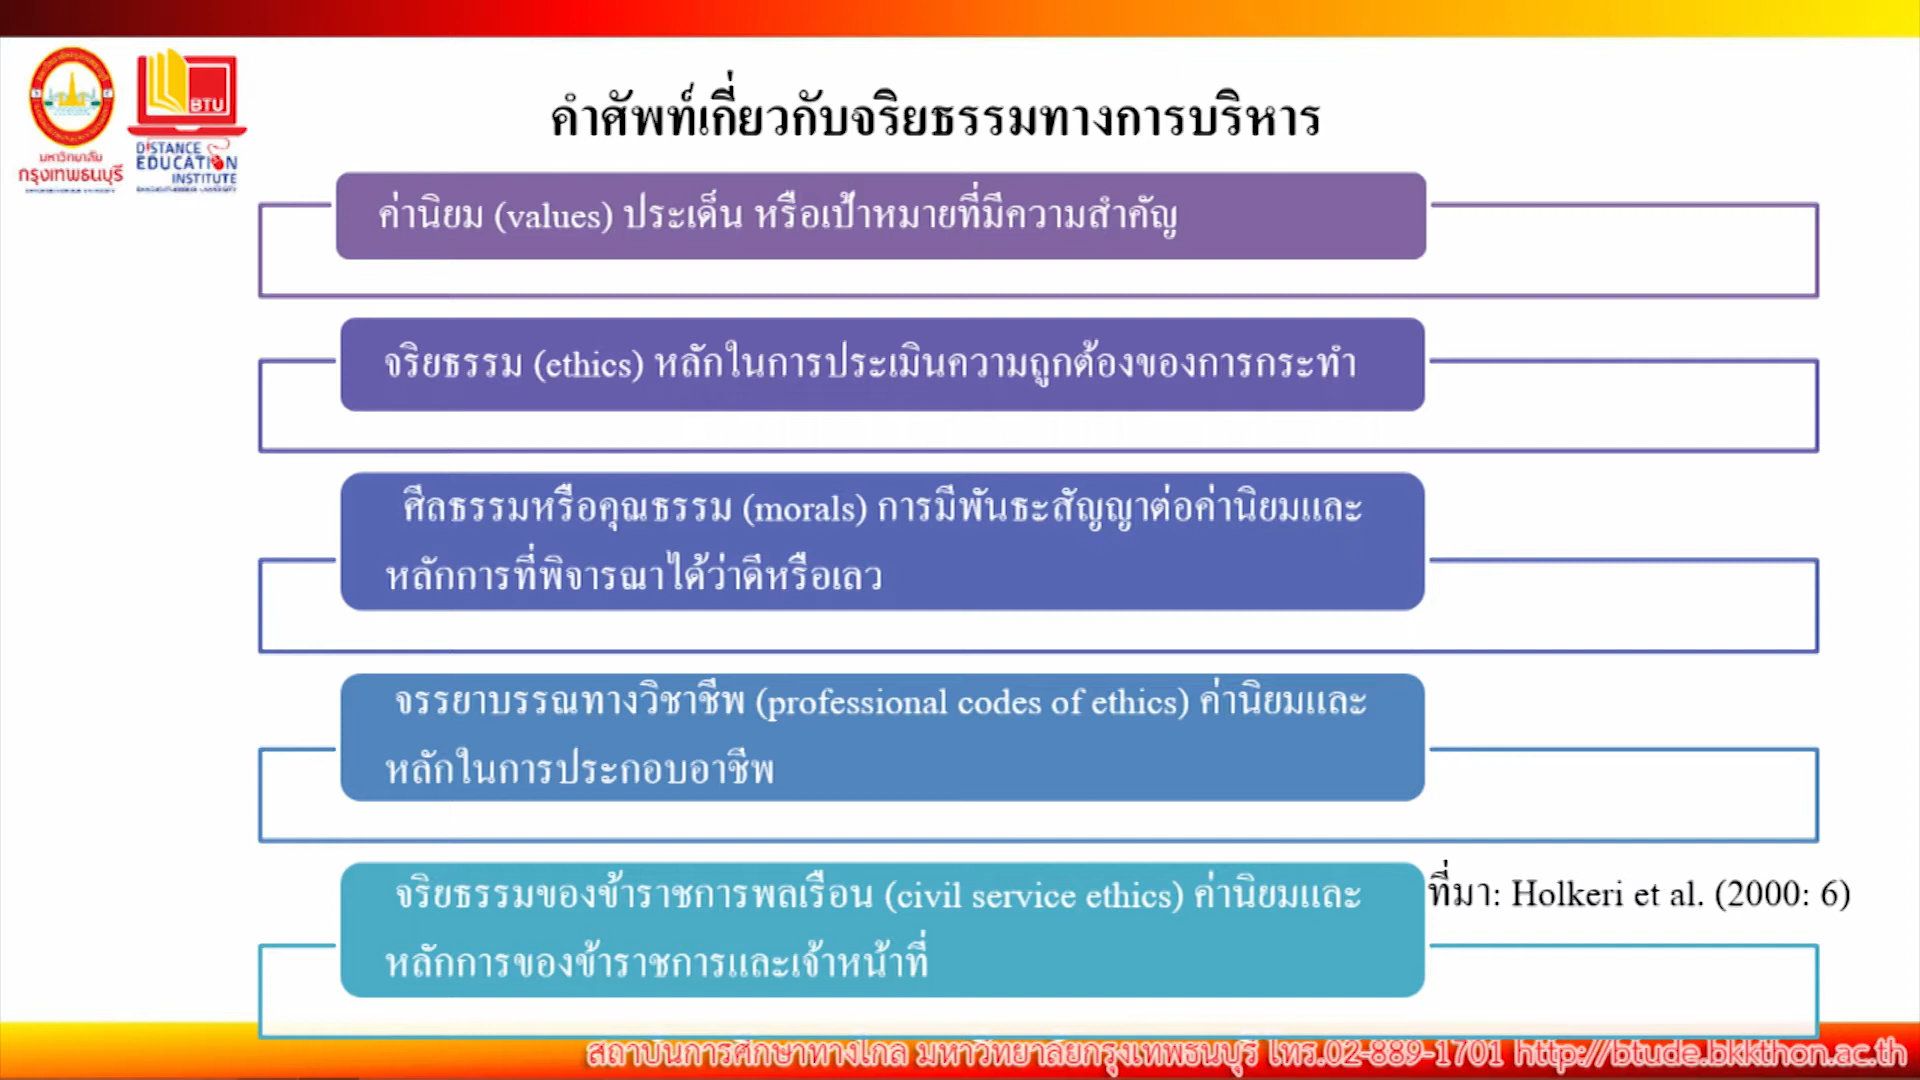 คำศัพท์เกี่ยวกับจริยธรรมทางการบริหาร
BTU
DISTANCE
EDUCATION
INSTITUTE
มหาวิทยาลัย
กรุงเทพธนบุรี
ค่านิยม (values) ประเด็น หรือเป้าหมายที่มีความสำคัญ
จริยธรรม (ethics) หลักในการประเมินความถูกต้องของการกระทำ
ศีลธรรมหรือคุณธรรม (morals) การมีพันธะสัญญาต่อค่านิยมและ
หลักการที่พิจารณาได้ว่าดีหรือเลว
จรรยาบรรณทางวิชาชีพ (professional codes of ethics) ค่านิยมและ
หลักในการประกอบอาชีพ
จริยธรรมของข้าราชการพลเรือน (civil service ethics) ค่านิยมและ
หลักการของข้าราชการและเจ้าหน้าที่
ที่มา: Holkeri et al. (2000: 6)
สถาบันการศึกษาทางไกล มหาวิทยาลัยกรุงเทพธนบุรี โทร.02-889-1701 http://btude.bkkthon.ac.th